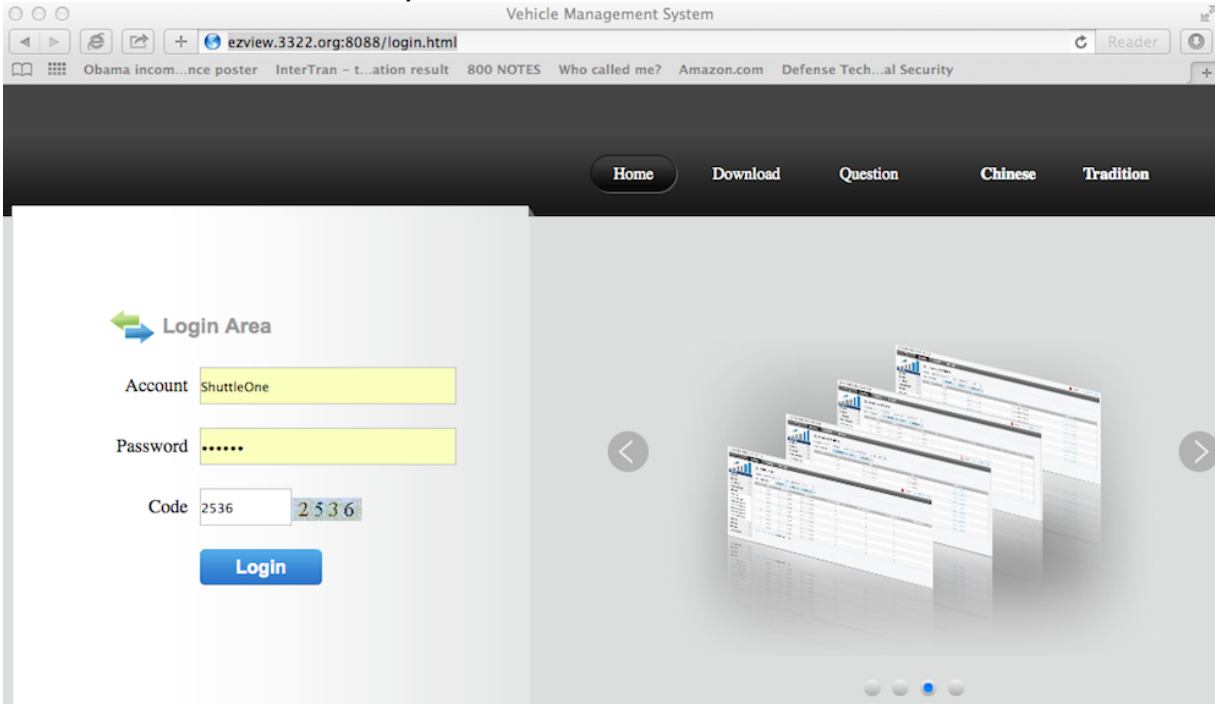 Vehicle Management System
ezview.3322.org:8088/login.html
Reader
Obama incom...nce poster InterTran – t...ation result 800 NOTES Who called me? Amazon.com Defense Tech...al Security
Home Download Question Chinese Tradition
Login Area
Account ShuttleOne
Password ••••••
Code 2536 2536
Login